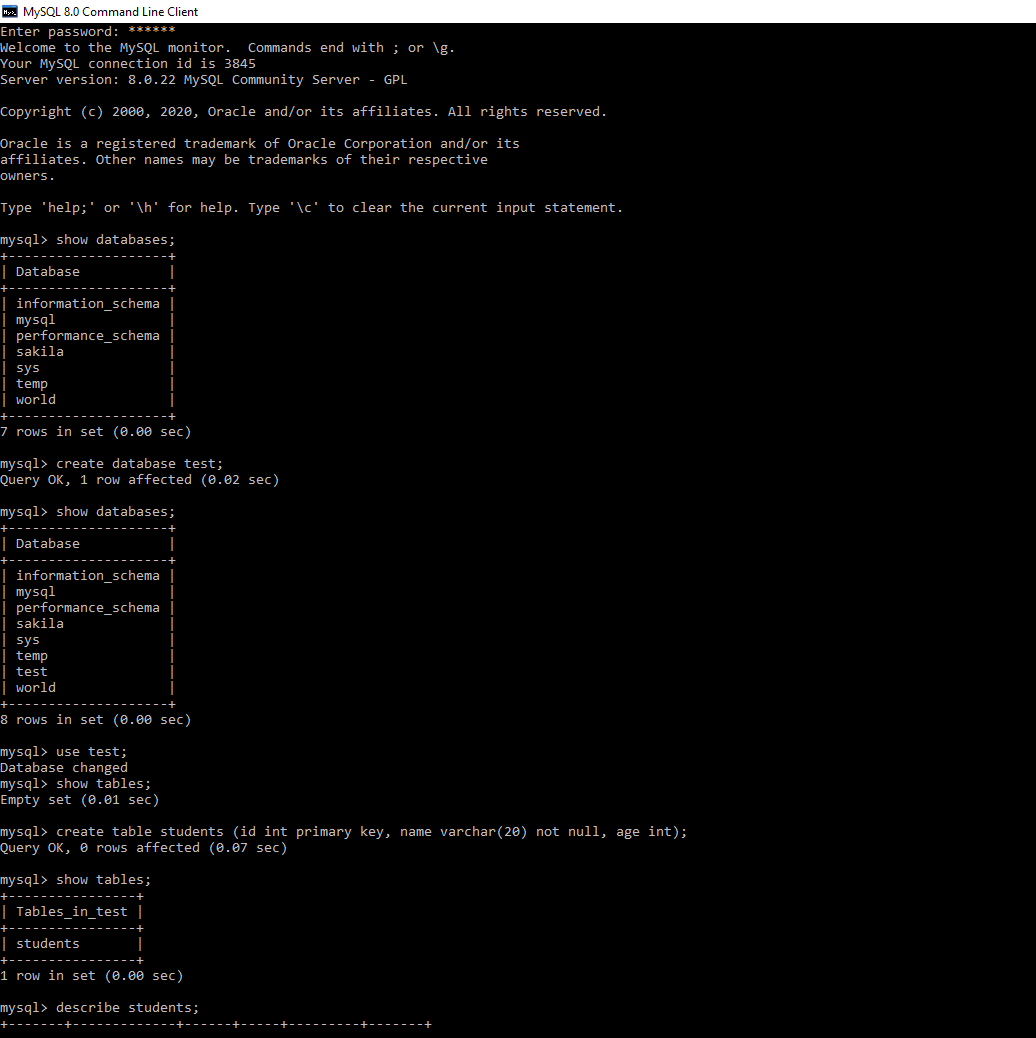 MySQL 8.0 Command Line Client
Enter password: ******
Welcome to the MySQL monitor.  Commands end with ; or \g.
Your MySQL connection id is 3845
Server version: 8.0.22 MySQL Community Server - GPL

Copyright (c) 2000, 2020, Oracle and/or its affiliates. All rights reserved.

Oracle is a registered trademark of Oracle Corporation and/or its
affiliates. Other names may be trademarks of their respective
owners.

Type 'help;' or '\h' for help. Type '\c' to clear the current input statement.

mysql> show databases;
+--------------------+
| Database           |
+--------------------+
| information_schema |
| mysql              |
| performance_schema |
| sakila             |
| sys                |
| temp               |
| world              |
+--------------------+
7 rows in set (0.00 sec)

mysql> create database test;
Query OK, 1 row affected (0.02 sec)

mysql> show databases;
+--------------------+
| Database           |
+--------------------+
| information_schema |
| mysql              |
| performance_schema |
| sakila             |
| sys                |
| temp               |
| test               |
| world              |
+--------------------+
8 rows in set (0.00 sec)

mysql> use test;
Database changed
mysql> show tables;
Empty set (0.01 sec)

mysql> create table students (id int primary key, name varchar(20) not null, age int);
Query OK, 0 rows affected (0.07 sec)

mysql> show tables;
+----------------+
| Tables_in_test |
+----------------+
| students       |
+----------------+
1 row in set (0.00 sec)

mysql> describe students;
+-------+-------------+------+-----+---------+-------+